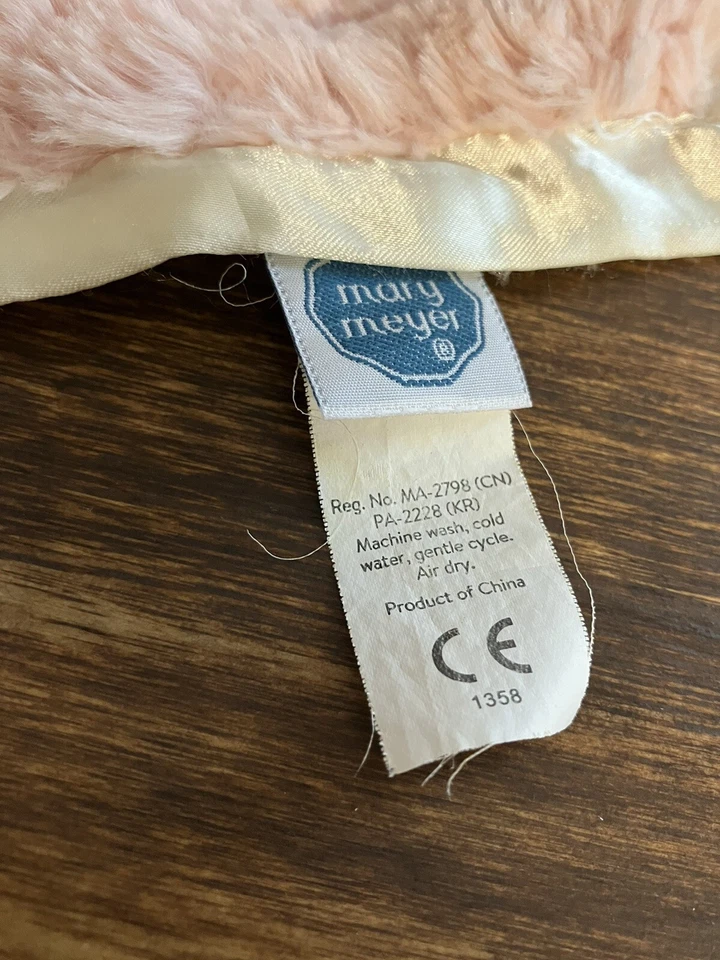 mary
meyer
®
Reg. No. MA-2798 (CN)
PA-2228 (KR)
Machine wash, cold
water, gentle cycle.
Air dry.
Product of China
CE
1358